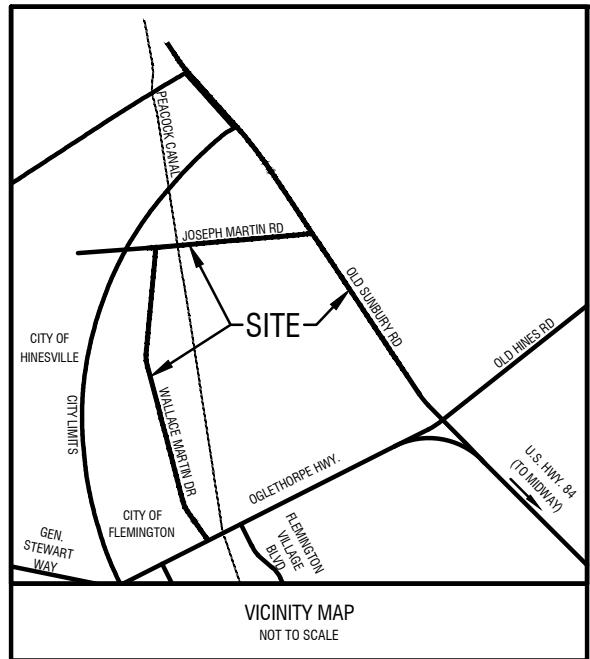 PEACOCK CANAL
JOSEPH MARTIN RD
OLD SUNBURY RD
SITE
CITY OF
HINESVILLE
OLD HINES RD
CITY LIMITS
WALLACE MARTIN DR
OGLETHORPE HWY.
U.S. HWY. 84
(TO MIDWAY)
CITY OF
FLEMINGTON
FLEMINGTON
VILLAGE
BLVD
GEN.
STEWART
WAY
VICINITY MAP
NOT TO SCALE